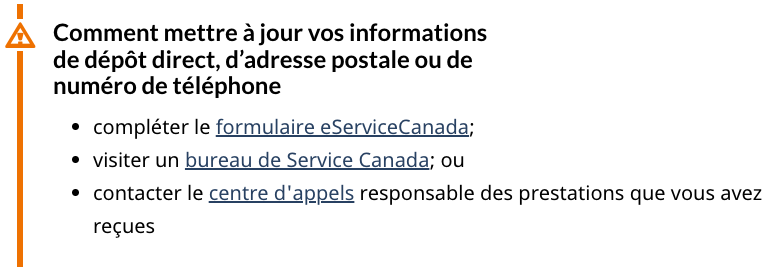 Comment mettre à jour vos informations
de dépôt direct, d’adresse postale ou de
numéro de téléphone
• compléter le formulaire eServiceCanada;
• visiter un bureau de Service Canada; ou
• contacter le centre d'appels responsable des prestations que vous avez
reçues